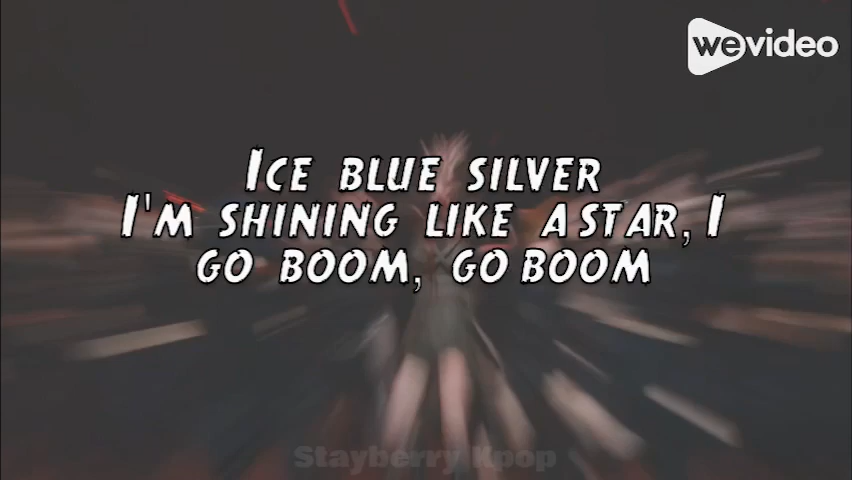 wevideo
ICE BLUE SILVER
I'M SHINING LIKE A STAR, I
GO BOOM, GO BOOM
Stayberry Kpop